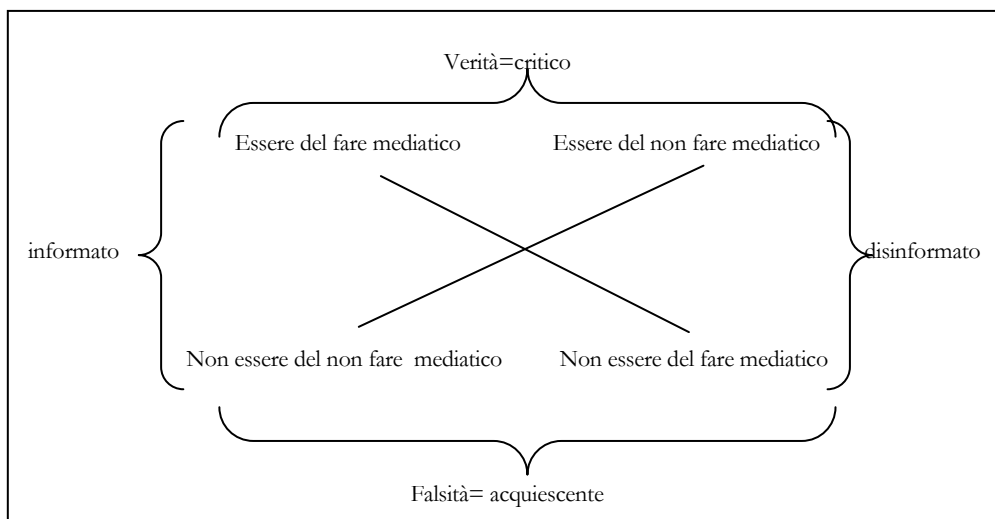 Verità=critico
Essere del fare mediatico
Essere del non fare mediatico
informato
disinformato
Non essere del non fare  mediatico
Non essere del fare mediatico
Falsità= acquiescente